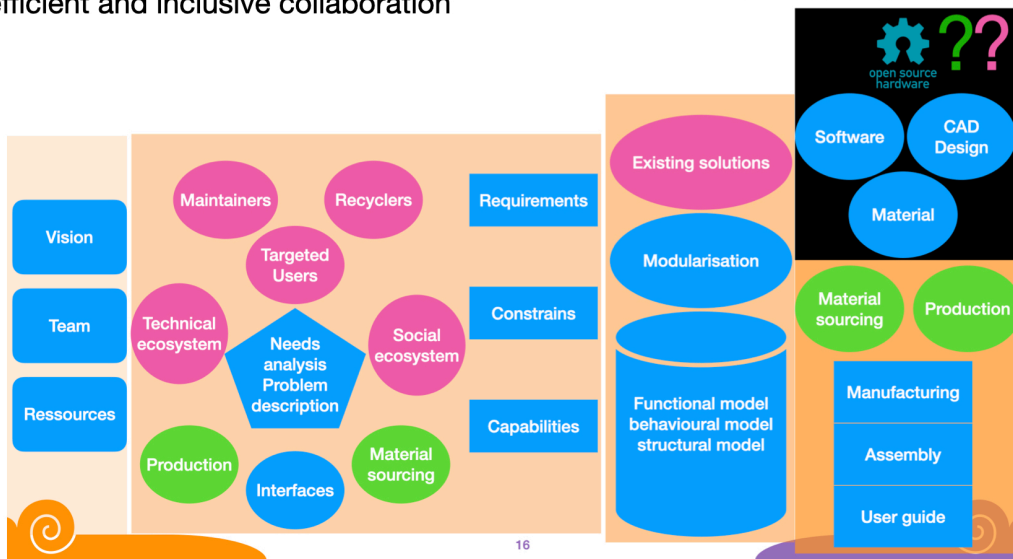 efficient and inclusive collaboration
??
open source
hardware
Software
CAD
Design
Material
Existing solutions
Maintainers
Recyclers
Requirements
Vision
Targeted
Users
Modularisation
Material
sourcing
Production
Team
Technical
ecosystem
Social
ecosystem
Constrains
Needs
analysis
Problem
description
Ressources
Functional model
behavioural model
structural model
Manufacturing
Capabilities
Production
Material
sourcing
Interfaces
Assembly
User guide
16